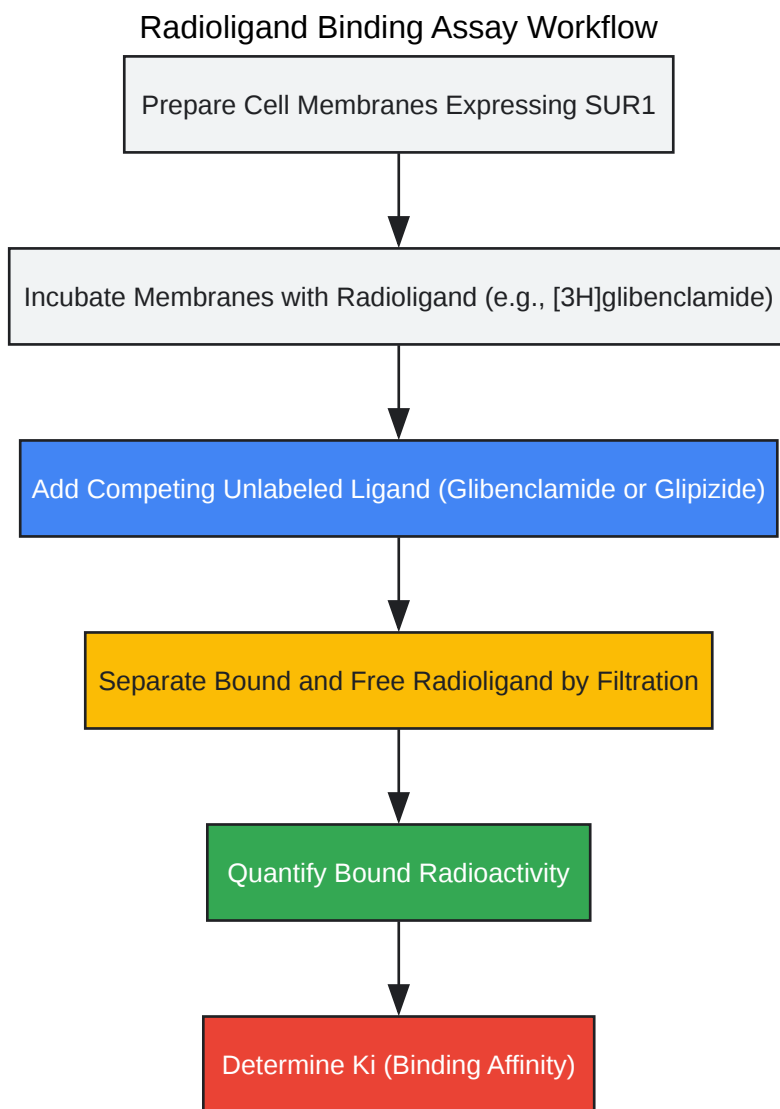 Radioligand Binding Assay Workflow
Prepare Cell Membranes Expressing SUR1
Incubate Membranes with Radioligand (e.g., [3H]glibenclamide)
Add Competing Unlabeled Ligand (Glibenclamide or Glipizide)
Separate Bound and Free Radioligand by Filtration
Quantify Bound Radioactivity
Determine Ki (Binding Affinity)